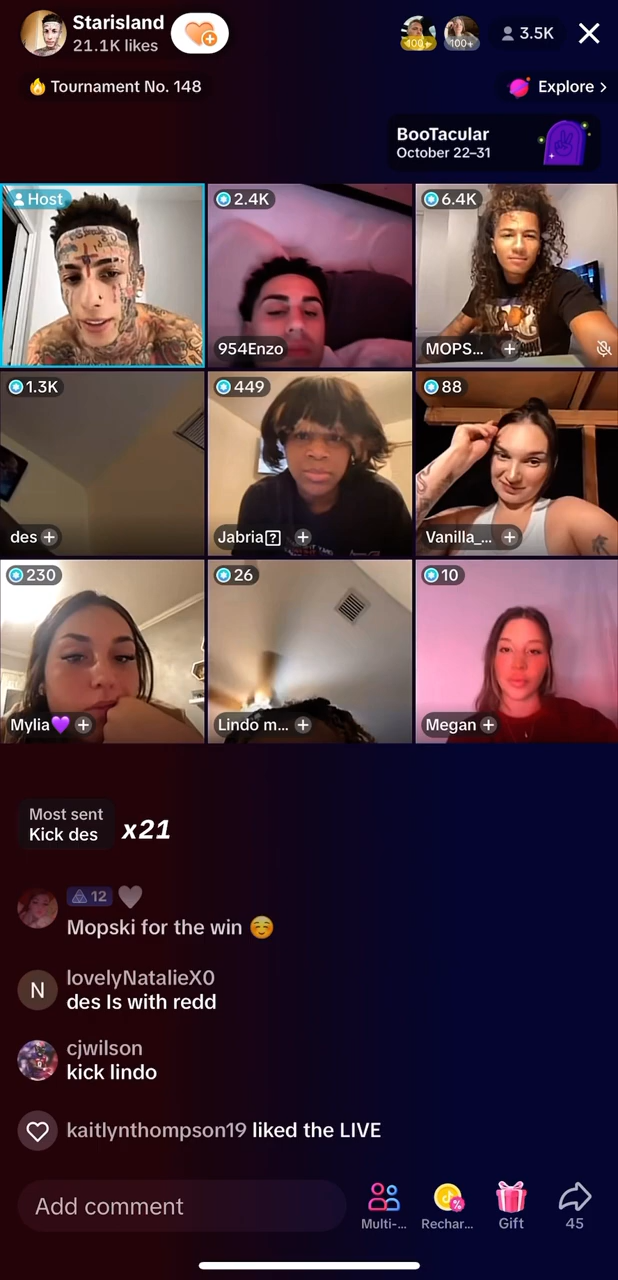 Starisland
21.1K likes
100+
100+
3.5K
Tournament No. 148
Explore >
BooTacular
October 22–31
Host
2.4K
6.4K
954Enzo
MOPS...
1.3K
449
88
des
Jabria
Vanilla_...
230
26
10
Mylia
Lindo m...
Megan
Most sent
Kick des
x21
12
Mopski for the win ☺️
N
lovelyNatalieX0
des Is with redd
cjwilson
kick lindo
kaitlynthompson19 liked the LIVE
Add comment
Multi-...
Rechar...
Gift
45